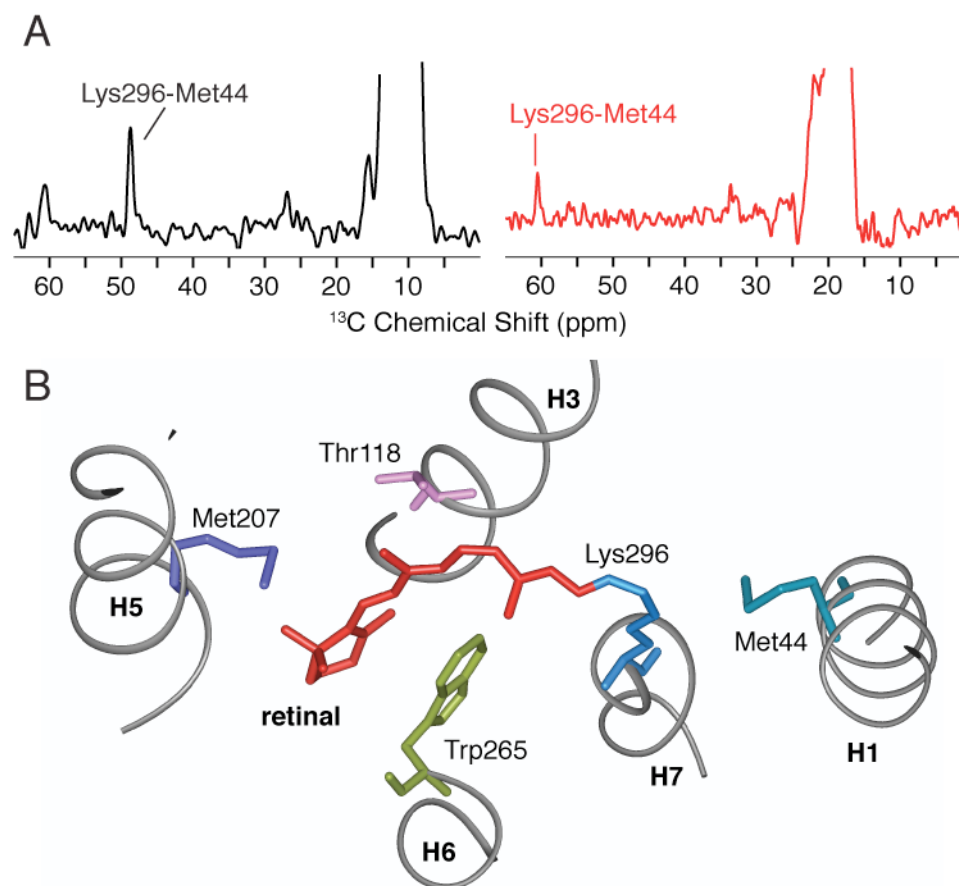 A
Lys296-Met44
Lys296-Met44
60 50 40 30 20 10
60 50 40 30 20 10
¹³C Chemical Shift (ppm)
B
H3
Thr118
Met207
Lys296
H5
Met44
retinal
Trp265
H7
H1
H6